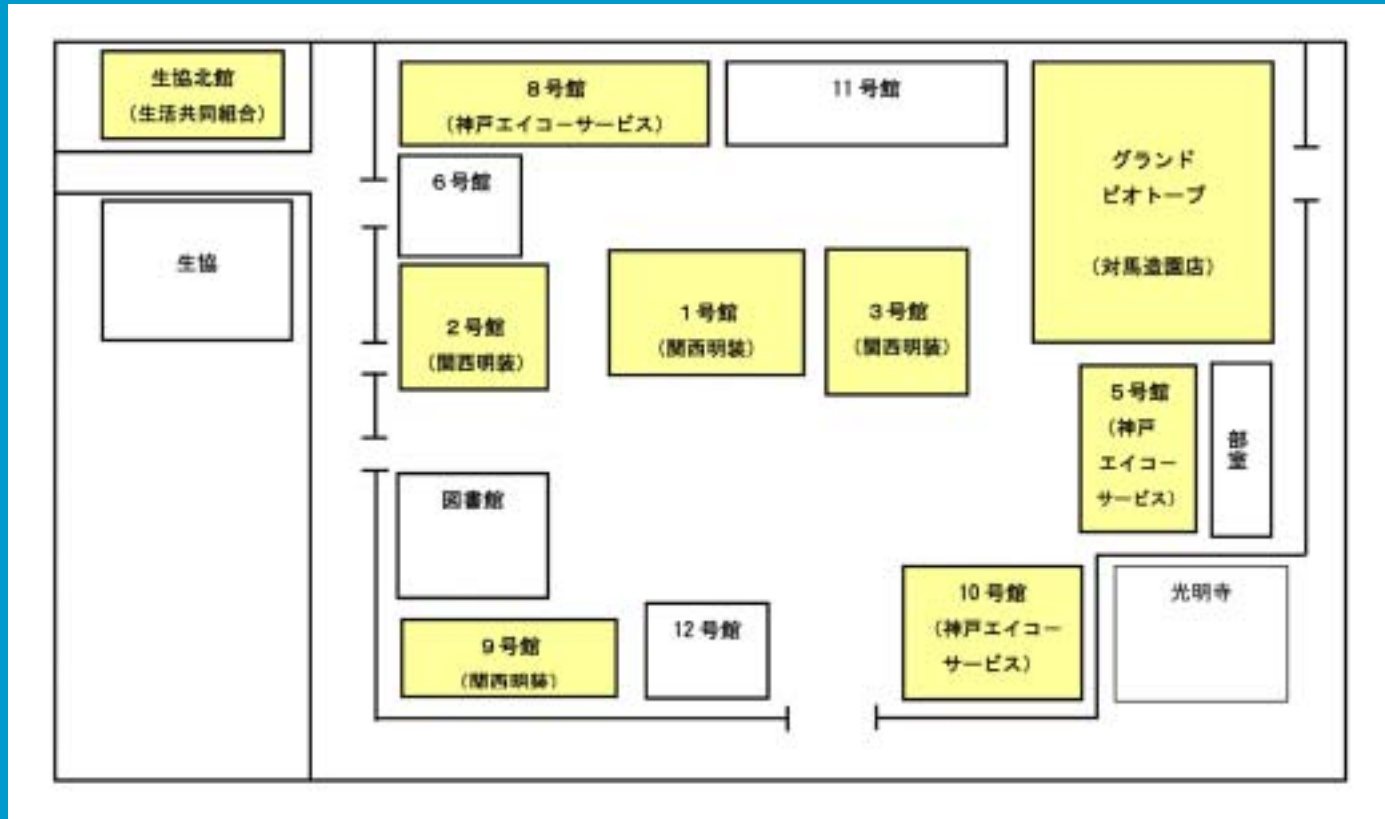 生協北館
（生活共同組合）
8号館
（神戸エイコーサービス）
11号館
グランド
ビオトープ
（対馬造園店）
6号館
生協
2号館
（関西明装）
1号館
（関西明装）
3号館
（関西明装）
5号館
（神戸
エイコー
サービス）
部室
図書館
9号館
（関西明装）
12号館
10号館
（神戸エイコー
サービス）
光明寺